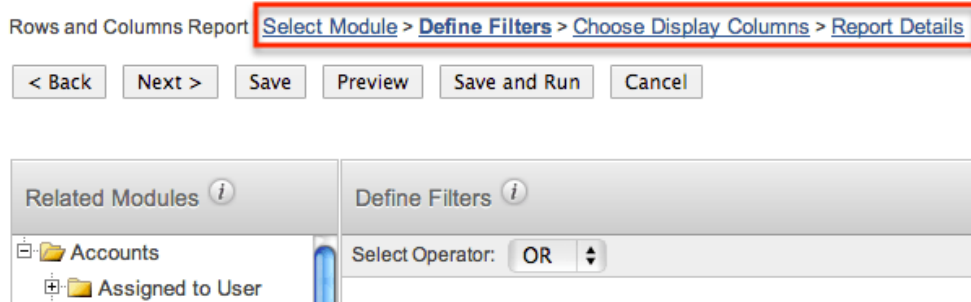 Rows and Columns Report Select Module > Define Filters > Choose Display Columns > Report Details
< Back Next > Save Preview Save and Run Cancel
Related Modules i Define Filters i
Accounts Select Operator: OR
Assigned to User